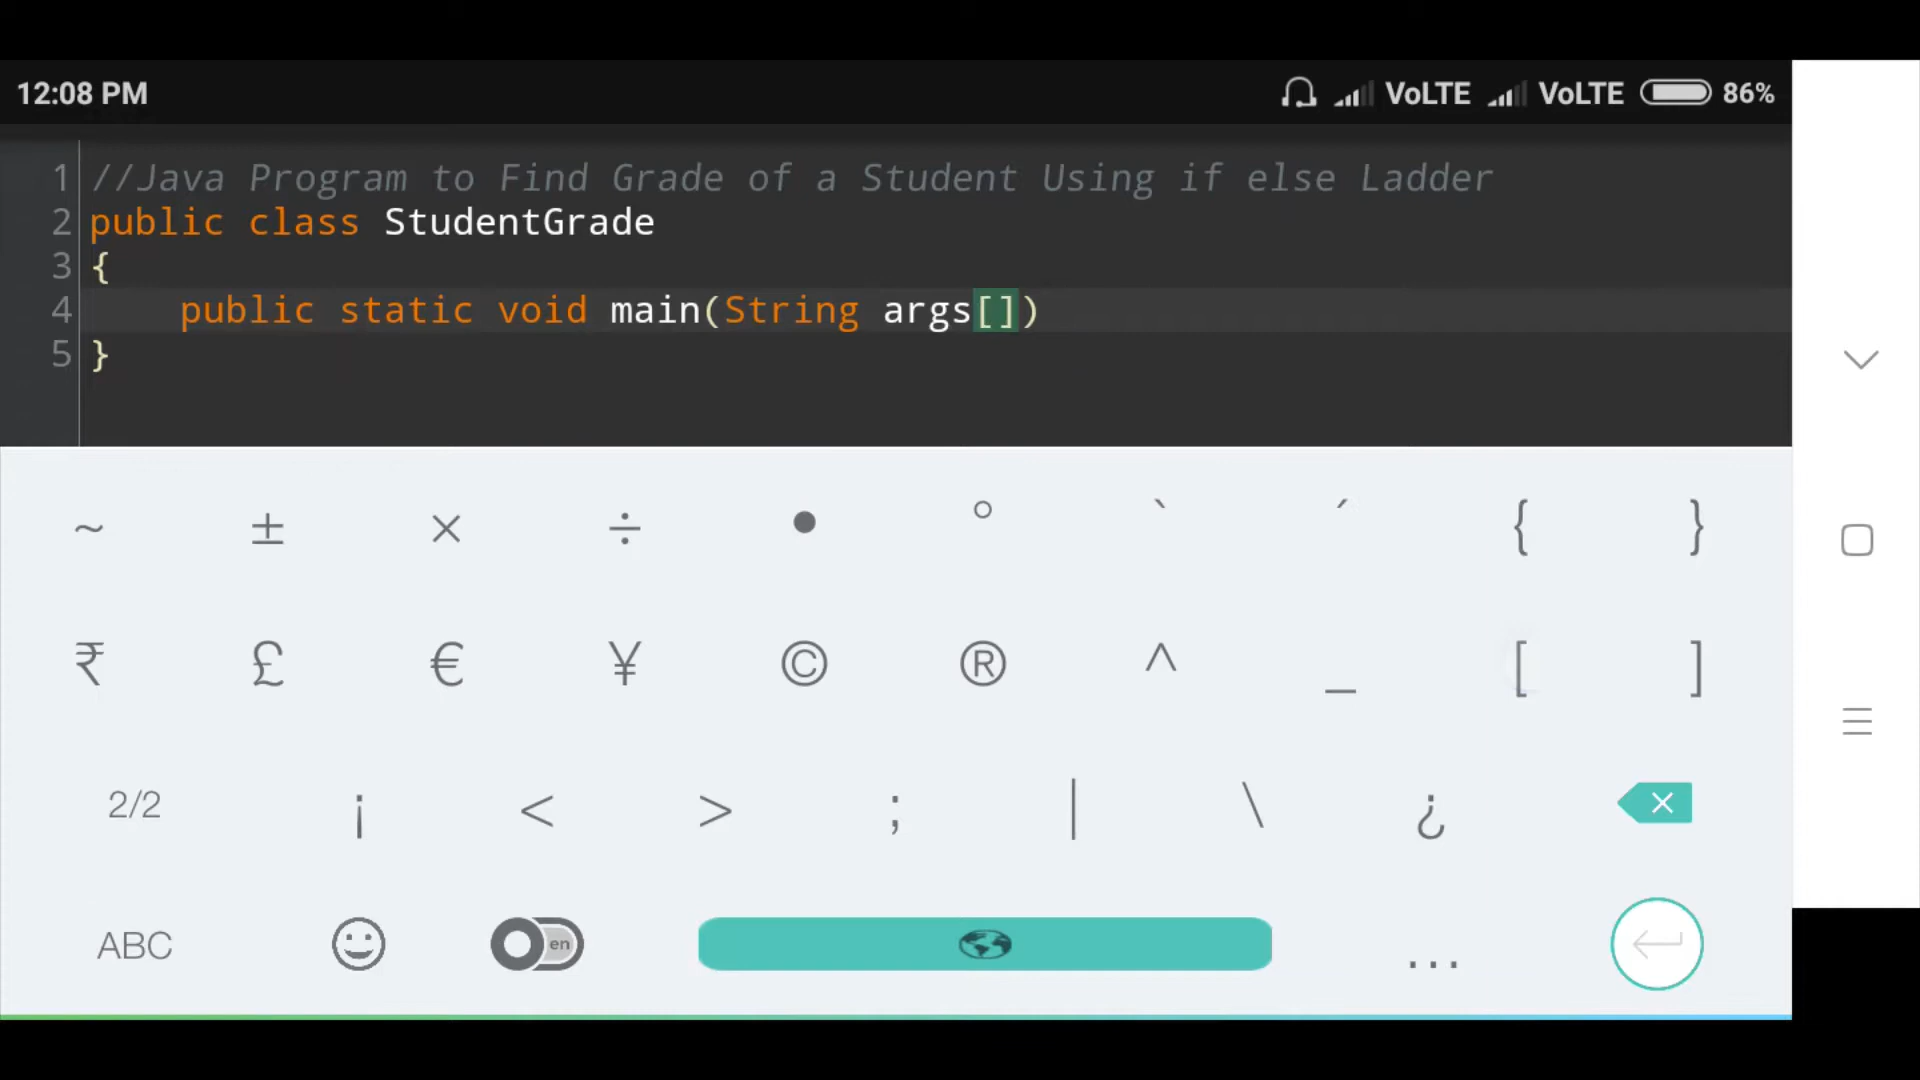 12:08 PM VoLTE VoLTE 86%
1 //Java Program to Find Grade of a Student Using if else Ladder
2 public class StudentGrade
3 {
4 public static void main(String args[])
5 }
~ ± × ÷ • ° ` ´ { }
₹ £ € ¥ © ® ^ _ [ ]
2/2 ¡ < > ; | \ ¿
ABC en ...